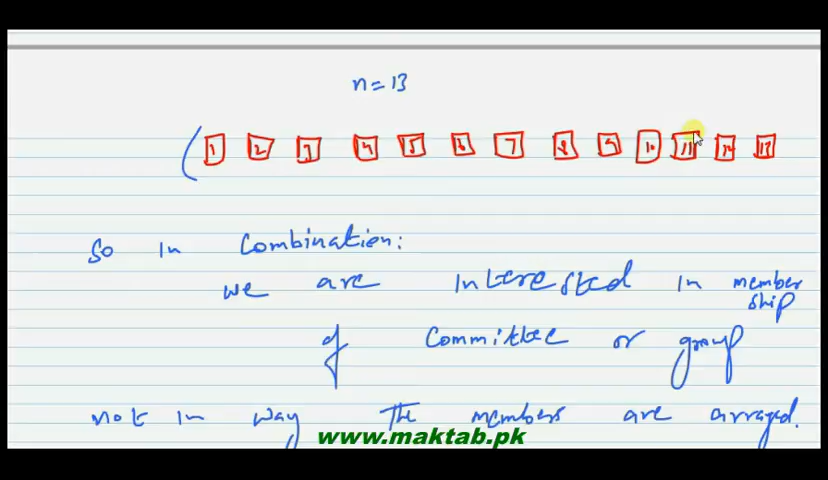 n = 13
( 1 2 3 4 5 6 7 8 9 10 11 12 13
So in Combination:
we are interested in member
ship
of Committee or group
not in way The members are arraged.
www.maktab.pk